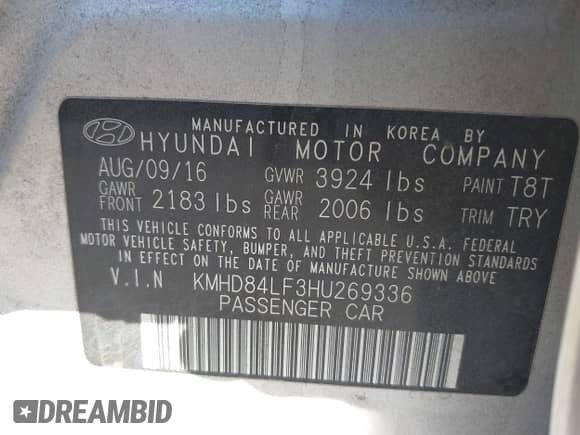 MANUFACTURED IN KOREA BY
HYUNDAI MOTOR COMPANY
AUG/09/16 GVWR 3924 lbs PAINT T8T
GAWR FRONT 2183 lbs GAWR REAR 2006 lbs TRIM TRY
THIS VEHICLE CONFORMS TO ALL APPLICABLE U.S.A. FEDERAL
MOTOR VEHICLE SAFETY, BUMPER, AND THEFT PREVENTION STANDARDS
IN EFFECT ON THE DATE OF MANUFACTURE SHOWN ABOVE
V.I.N KMHD84LF3HU269336
PASSENGER CAR
DREAMBID